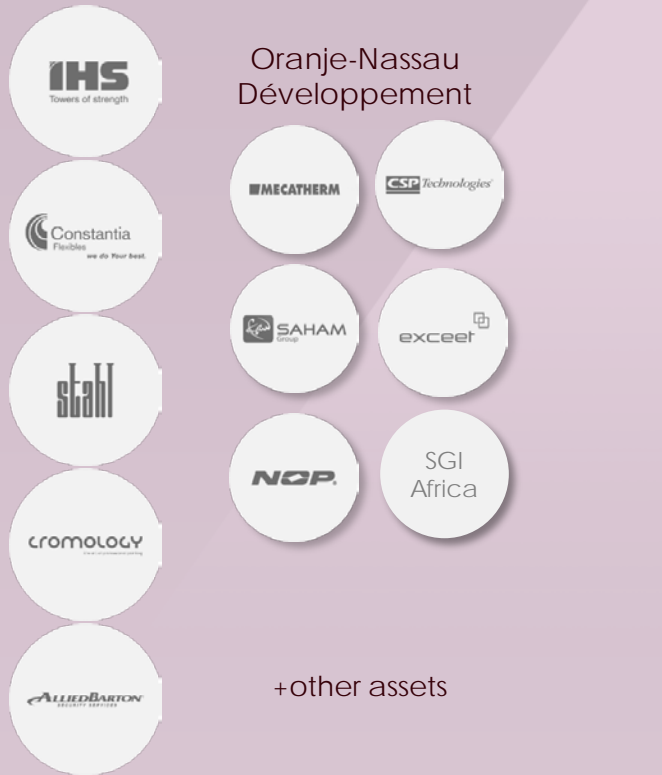 IHS
Towers of strength
Constantia
Flexibles
we do Your best.
stahl
CROMOLOGY
ALLIEDBARTON
SECURITY SERVICES
Oranje-Nassau
Développement
MECATHERM
CSP Technologies
SAHAM
Group
exceet
NOP
SGI
Africa
+other assets